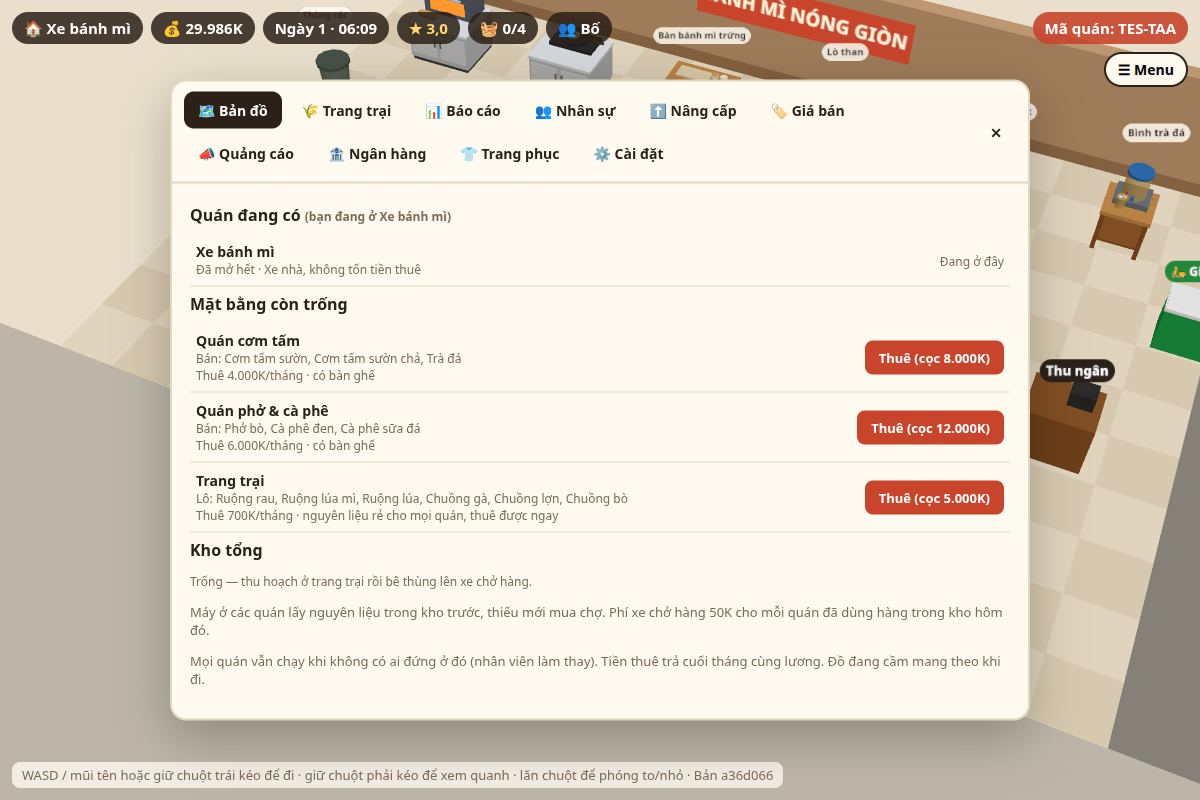 🏠 Xe bánh mì
💰 29.986K
Ngày 1 · 06:09
★ 3,0
🧺 0/4
👥 Bố
Mã quán: TES-TAA
Thùng rác
BÁNH MÌ NÓNG GIÒN
Bàn bánh mì trứng
Lò than
☰ Menu
🗺️ Bản đồ
🌾 Trang trại
📊 Báo cáo
👥 Nhân sự
⬆️ Nâng cấp
🏷️ Giá bán
×
📣 Quảng cáo
🏦 Ngân hàng
👕 Trang phục
⚙️ Cài đặt
Bình trà đá
Quán đang có (bạn đang ở Xe bánh mì)
Xe bánh mì
Đã mở hết · Xe nhà, không tốn tiền thuê
Đang ở đây
Mặt bằng còn trống
Quán cơm tấm
Bán: Cơm tấm sườn, Cơm tấm sườn chả, Trà đá
Thuê 4.000K/tháng · có bàn ghế
Thuê (cọc 8.000K)
Thu ngân
Quán phở & cà phê
Bán: Phở bò, Cà phê đen, Cà phê sữa đá
Thuê 6.000K/tháng · có bàn ghế
Thuê (cọc 12.000K)
Trang trại
Lô: Ruộng rau, Ruộng lúa mì, Ruộng lúa, Chuồng gà, Chuồng lợn, Chuồng bò
Thuê 700K/tháng · nguyên liệu rẻ cho mọi quán, thuê được ngay
Thuê (cọc 5.000K)
Kho tổng
Trống — thu hoạch ở trang trại rồi bê thùng lên xe chở hàng.
Máy ở các quán lấy nguyên liệu trong kho trước, thiếu mới mua chợ. Phí xe chở hàng 50K cho mỗi quán đã dùng hàng trong kho hôm
đó.
Mọi quán vẫn chạy khi không có ai đứng ở đó (nhân viên làm thay). Tiền thuê trả cuối tháng cùng lương. Đồ đang cầm mang theo khi
đi.
WASD / mũi tên hoặc giữ chuột trái kéo để đi · giữ chuột phải kéo để xem quanh · lăn chuột để phóng to/nhỏ · Bản a36d066